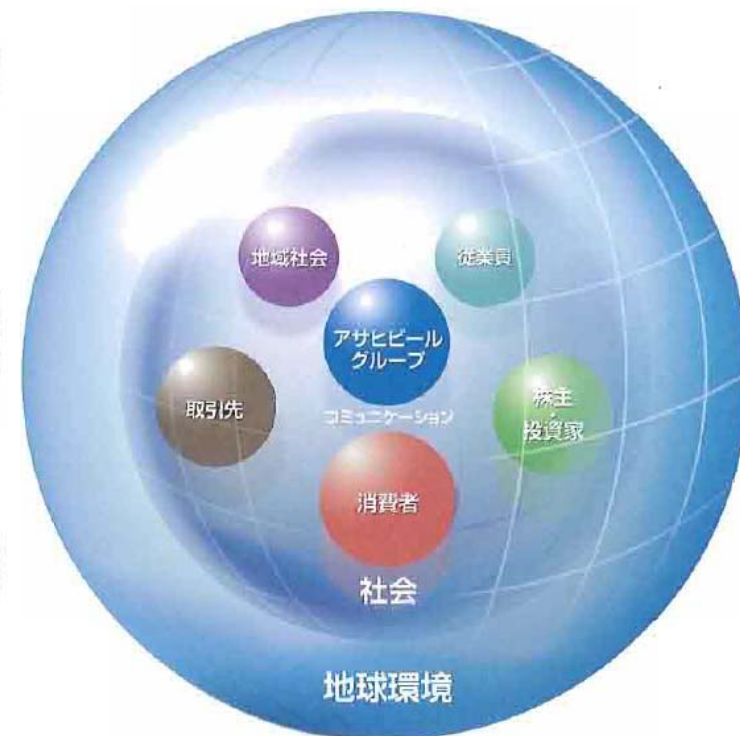 地域社会
従業員
アサヒビール
グループ
取引先
コミュニケーション
株主
・
投資家
消費者
社会
地球環境